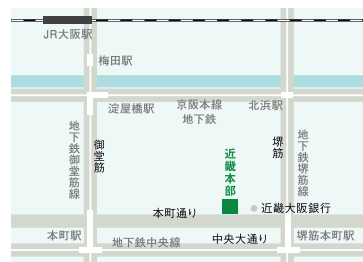 JR大阪駅
梅田駅
淀屋橋駅
京阪本線
地下鉄
北浜駅
地下鉄御堂筋線
御堂筋
堺筋
地下鉄堺筋線
近畿本部
近畿大阪銀行
本町通り
本町駅
地下鉄中央線
中央大通り
堺筋本町駅